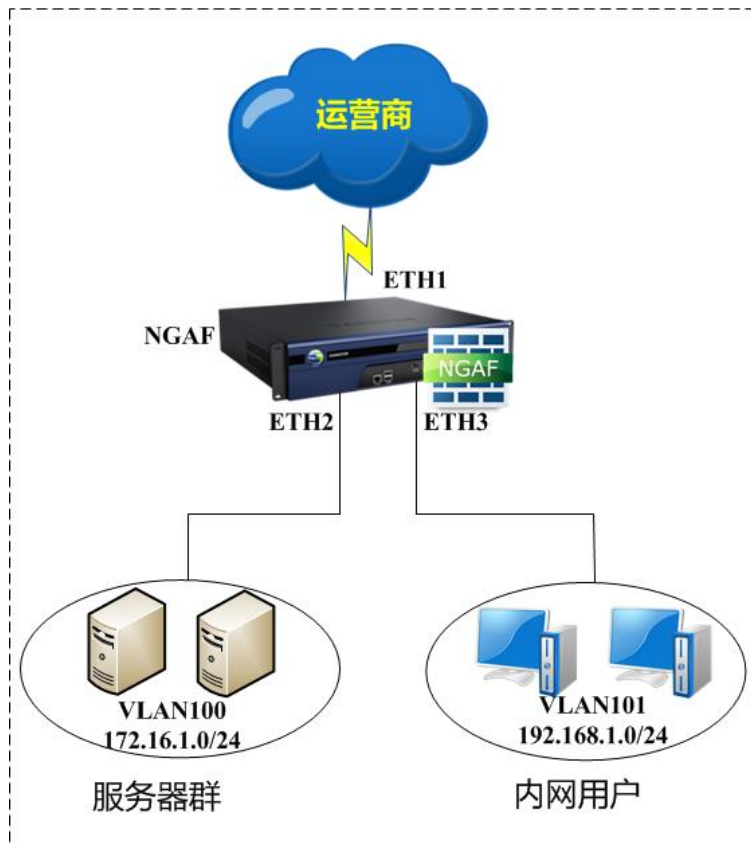 运营商
ETH1
NGAF
NGAF
ETH2
ETH3
VLAN100
172.16.1.0/24
VLAN101
192.168.1.0/24
服务器群
内网用户